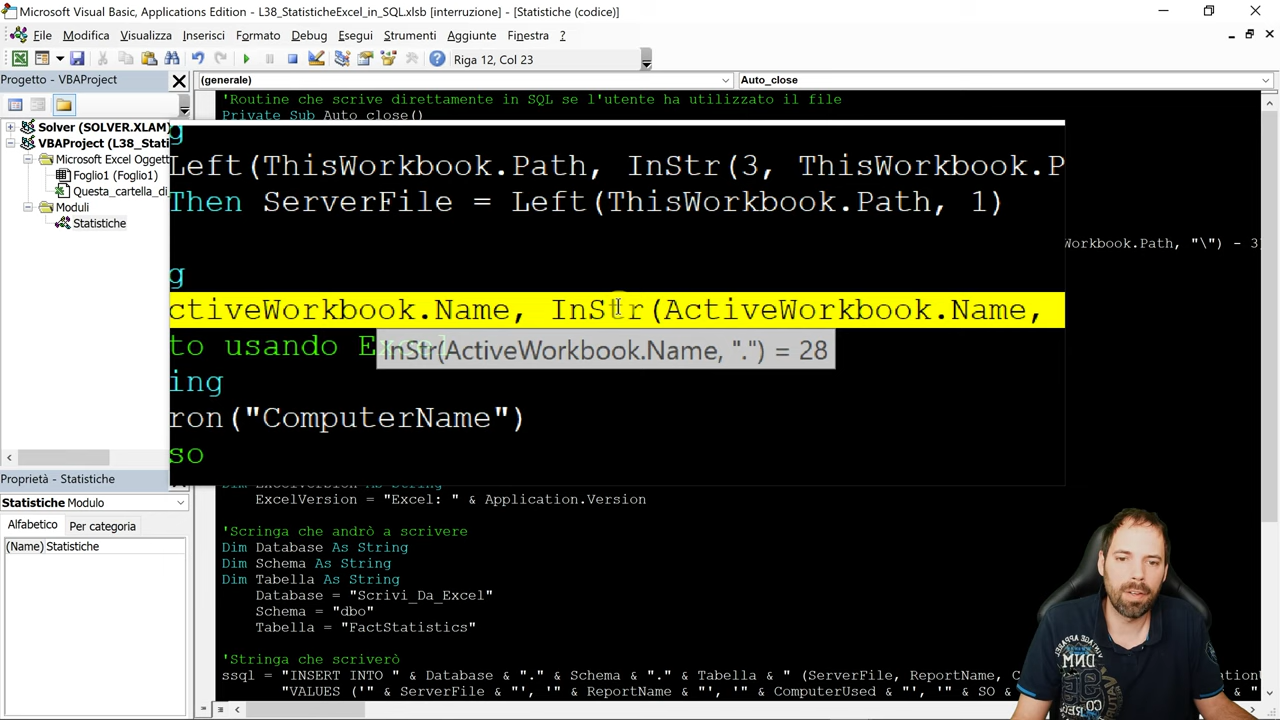 Microsoft Visual Basic, Applications Edition - L38_StatisticheExcel_in_SQL.xlsb [interruzione] - [Statistiche (codice)]
File Modifica Visualizza Inserisci Formato Debug Esegui Strumenti Aggiunte Finestra ?
Riga 12, Col 23
Progetto - VBAProject
(generale)
Auto_close
Solver (SOLVER.XLAM)
VBAProject (L38_Stati
Microsoft Excel Oggett
Foglio1 (Foglio1)
Questa_cartella_di
Moduli
Statistiche
'Routine che scrive direttamente in SQL se l'utente ha utilizzato il file
Private Sub Auto_close()
g
Left(ThisWorkbook.Path, InStr(3, ThisWorkbook.P
Then ServerFile = Left(ThisWorkbook.Path, 1)
Workbook.Path, "\") - 3)
g
ctiveWorkbook.Name, InStr(ActiveWorkbook.Name,
InStr(ActiveWorkbook.Name, ".") = 28
to usando Excel
ing
ron("ComputerName")
so
ExcelVersion = "Excel: " & Application.Version
'Scringa che andrò a scrivere
Dim Database As String
Dim Schema As String
Dim Tabella As String
Database = "Scrivi_Da_Excel"
Schema = "dbo"
Tabella = "FactStatistics"
'Stringa che scriverò
ssql = "INSERT INTO " & Database & "." & Schema & "." & Tabella & " (ServerFile, ReportName, C
"VALUES ('" & ServerFile & "', '" & ReportName & "', '" & ComputerUsed & "', '" & SO &
Proprietà - Statistiche
Statistiche Modulo
Alfabetico Per categoria
(Name) Statistiche